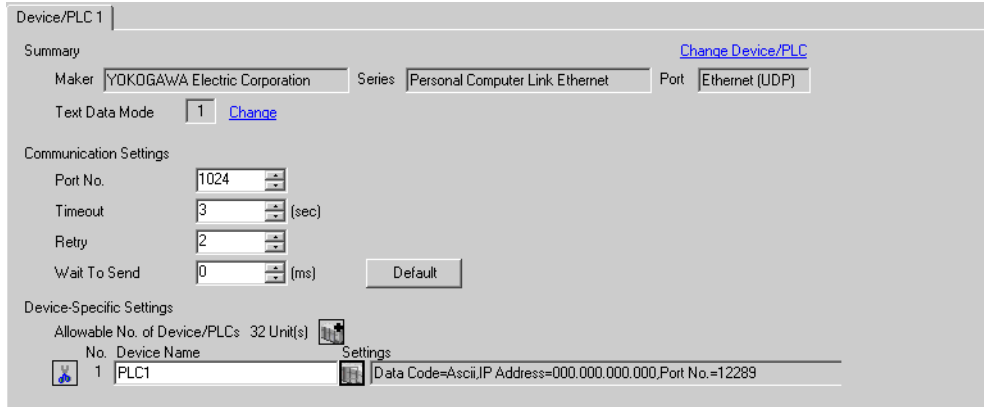 Device/PLC 1
Summary
Change Device/PLC
Maker YOKOGAWA Electric Corporation Series Personal Computer Link Ethernet Port Ethernet (UDP)
Text Data Mode 1 Change
Communication Settings
Port No. 1024
Timeout 3 (sec)
Retry 2
Wait To Send 0 (ms) Default
Device-Specific Settings
Allowable No. of Device/PLCs 32 Unit(s)
No. Device Name Settings
1 PLC1 Data Code=Ascii,IP Address=000.000.000.000,Port No.=12289